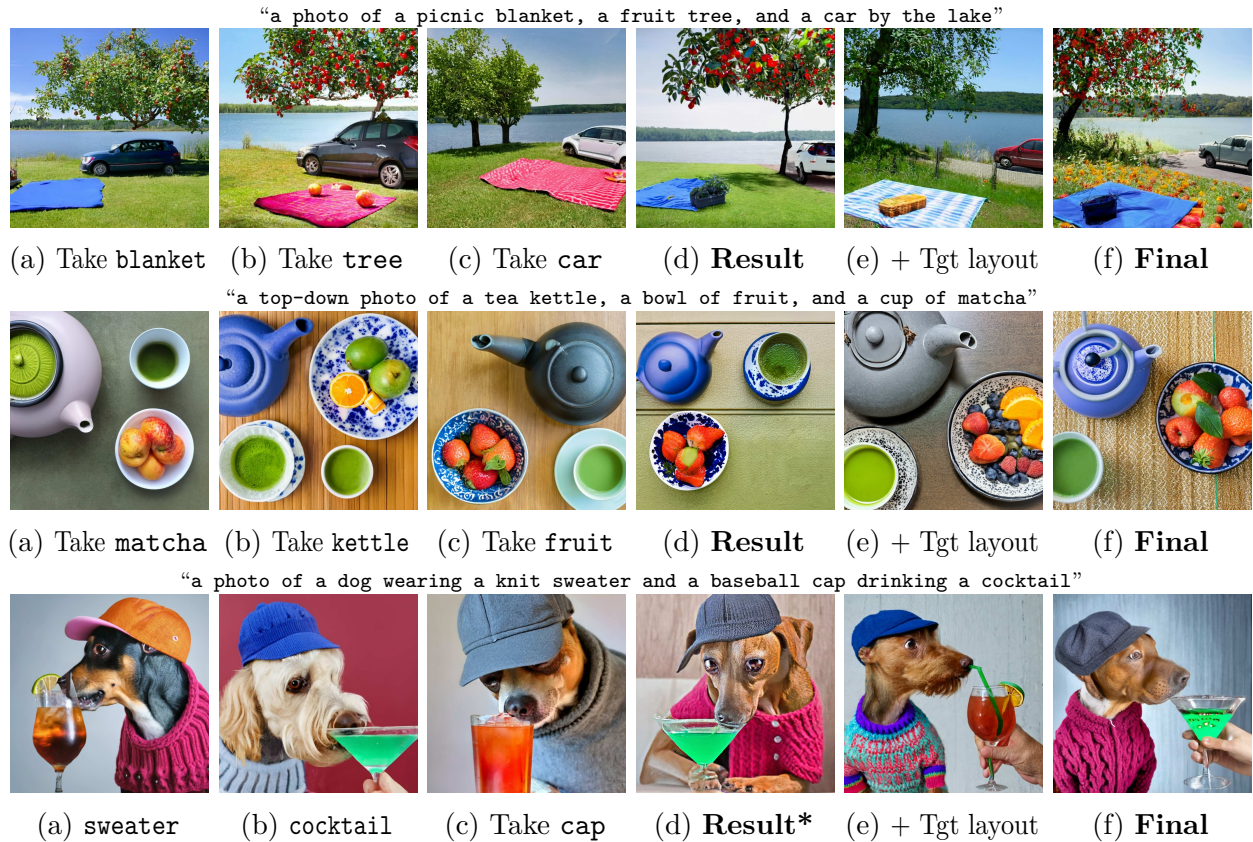 “a photo of a picnic blanket, a fruit tree, and a car by the lake”
(a) Take blanket (b) Take tree (c) Take car (d) Result (e) + Tgt layout (f) Final
“a top-down photo of a tea kettle, a bowl of fruit, and a cup of matcha”
(a) Take matcha (b) Take kettle (c) Take fruit (d) Result (e) + Tgt layout (f) Final
“a photo of a dog wearing a knit sweater and a baseball cap drinking a cocktail”
(a) sweater (b) cocktail (c) Take cap (d) Result* (e) + Tgt layout (f) Final